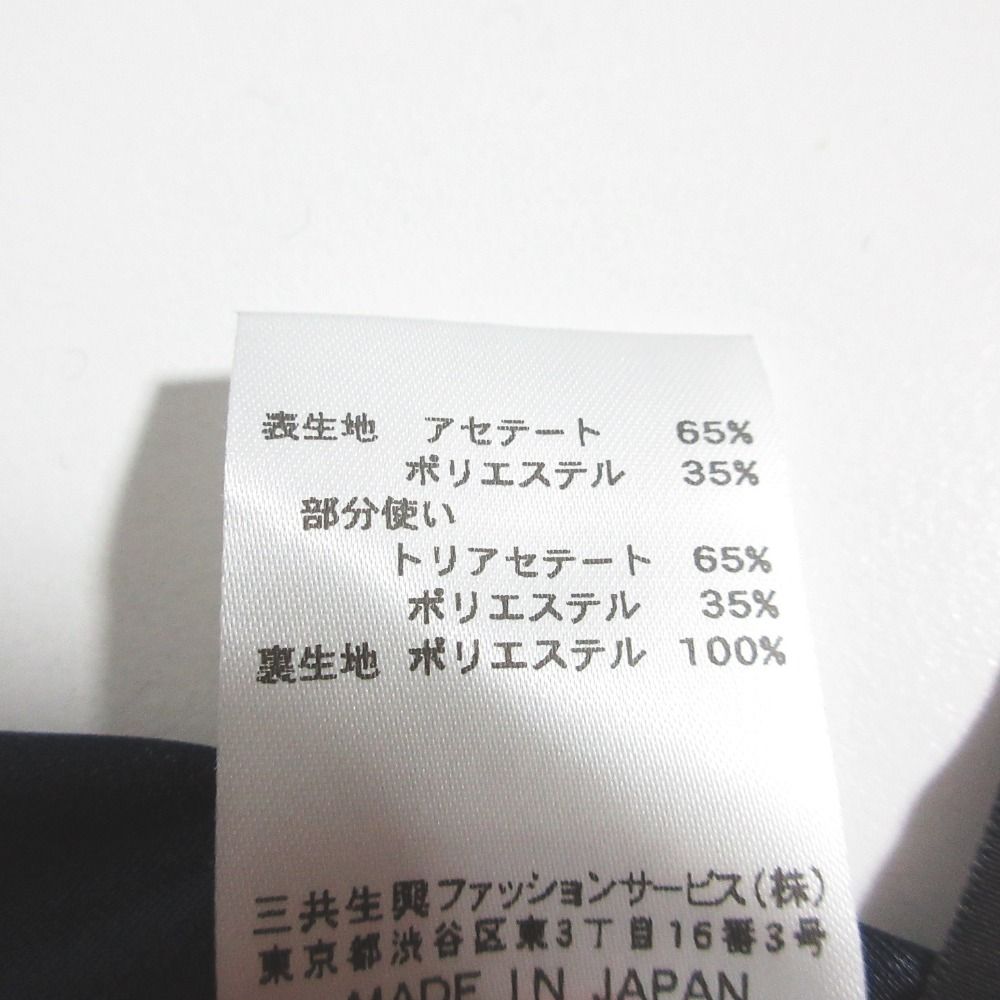 表生地 アセテート 65%
ポリエステル 35%
部分使い
トリアセテート 65%
ポリエステル 35%
裏生地 ポリエステル 100%
三共生興ファッションサービス(株)
東京都渋谷区東3丁目16番3号
MADE IN JAPAN